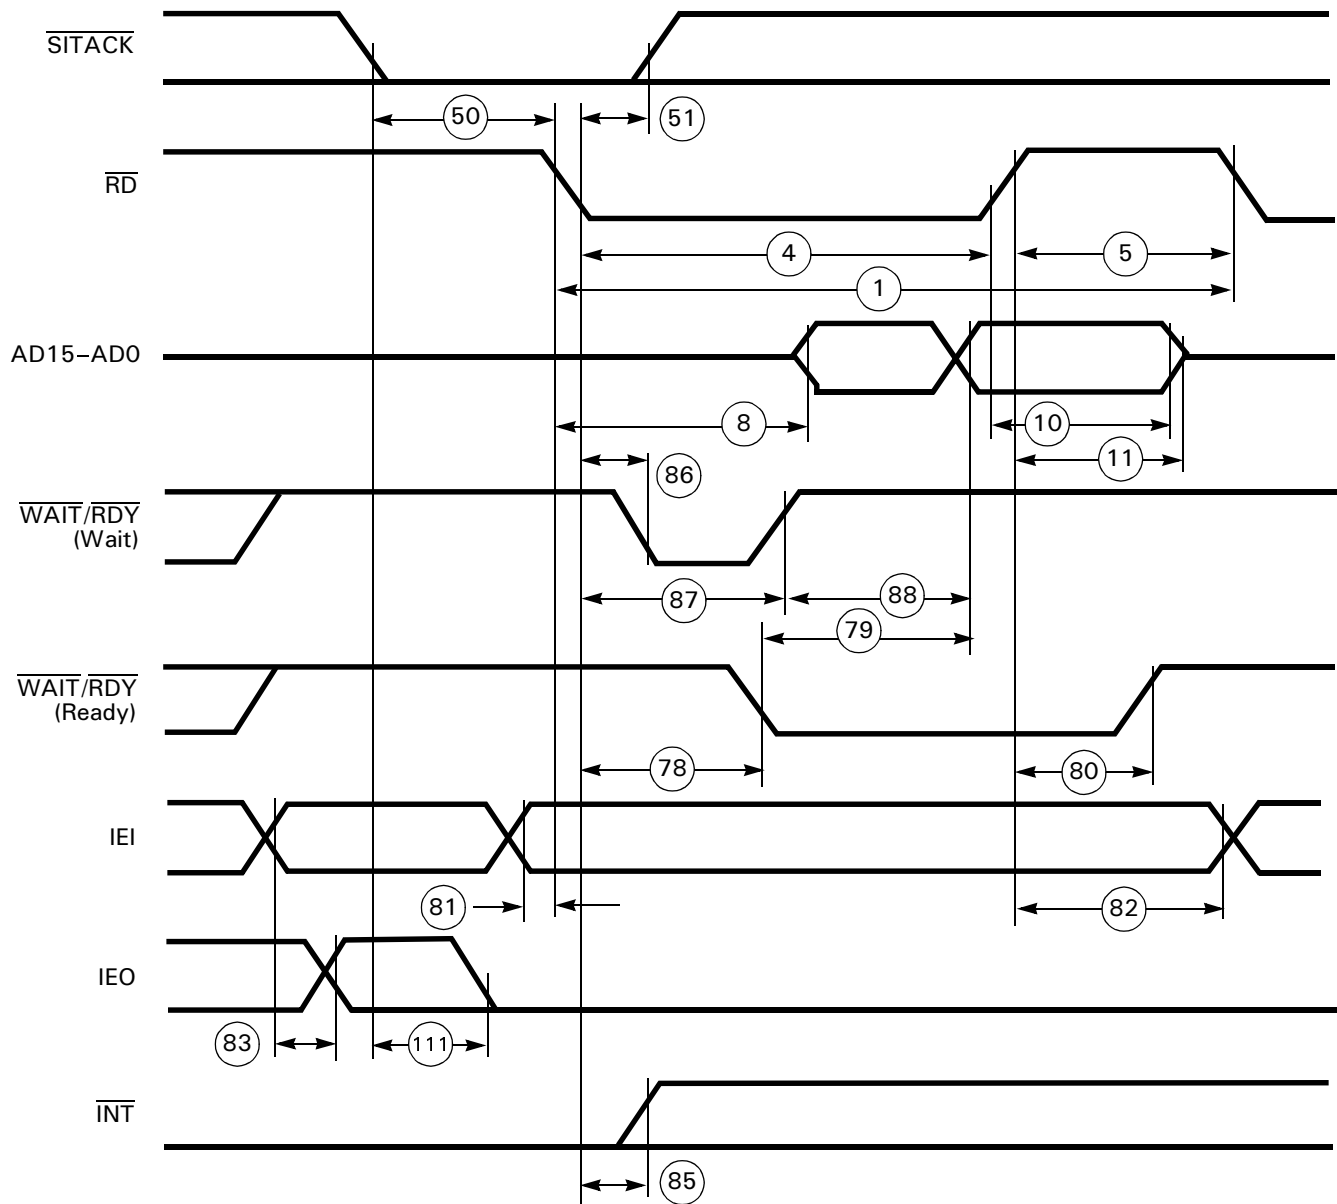 SITACK
50
51
RD
4
5
1
AD15–AD0
8
10
11
86
WAIT/RDY
(Wait)
87
88
79
WAIT/RDY
(Ready)
78
80
IEI
81
82
IEO
83
111
INT
85